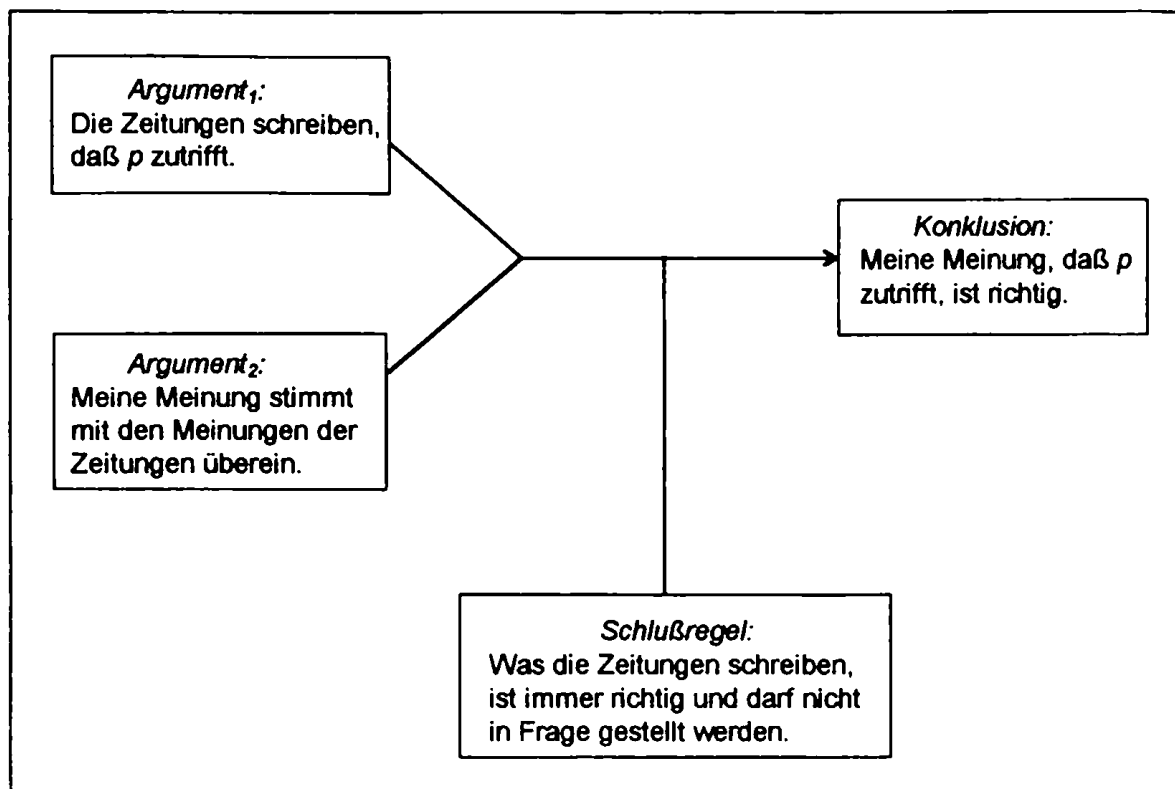 Argument₁:
Die Zeitungen schreiben,
daß p zutrifft.
Argument₂:
Meine Meinung stimmt
mit den Meinungen der
Zeitungen überein.
Konklusion:
Meine Meinung, daß p
zutrifft, ist richtig.
Schlußregel:
Was die Zeitungen schreiben,
ist immer richtig und darf nicht
in Frage gestellt werden.